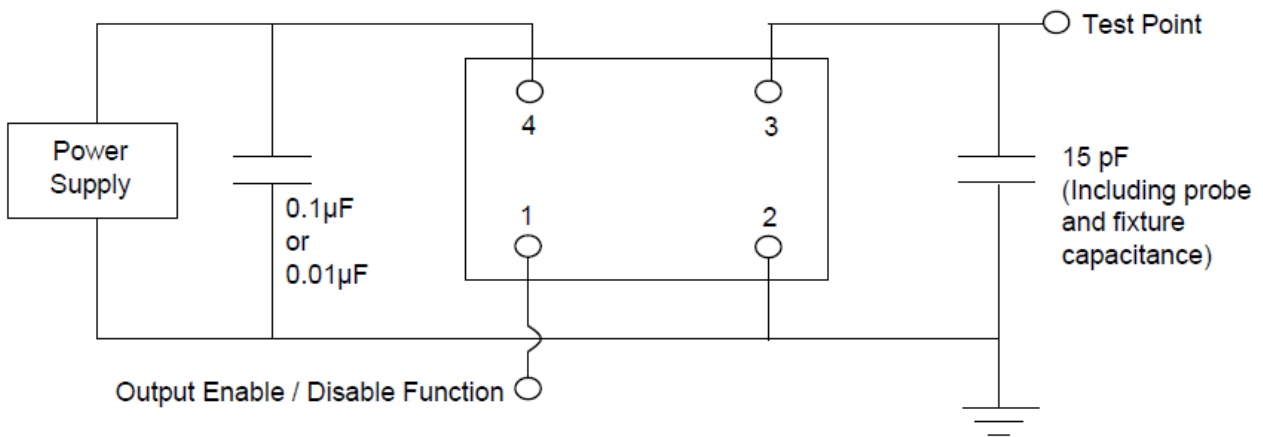 Test Point
4
3
Power
Supply
15 pF
(Including probe
and fixture
capacitance)
0.1µF
or
0.01µF
1
2
Output Enable / Disable Function